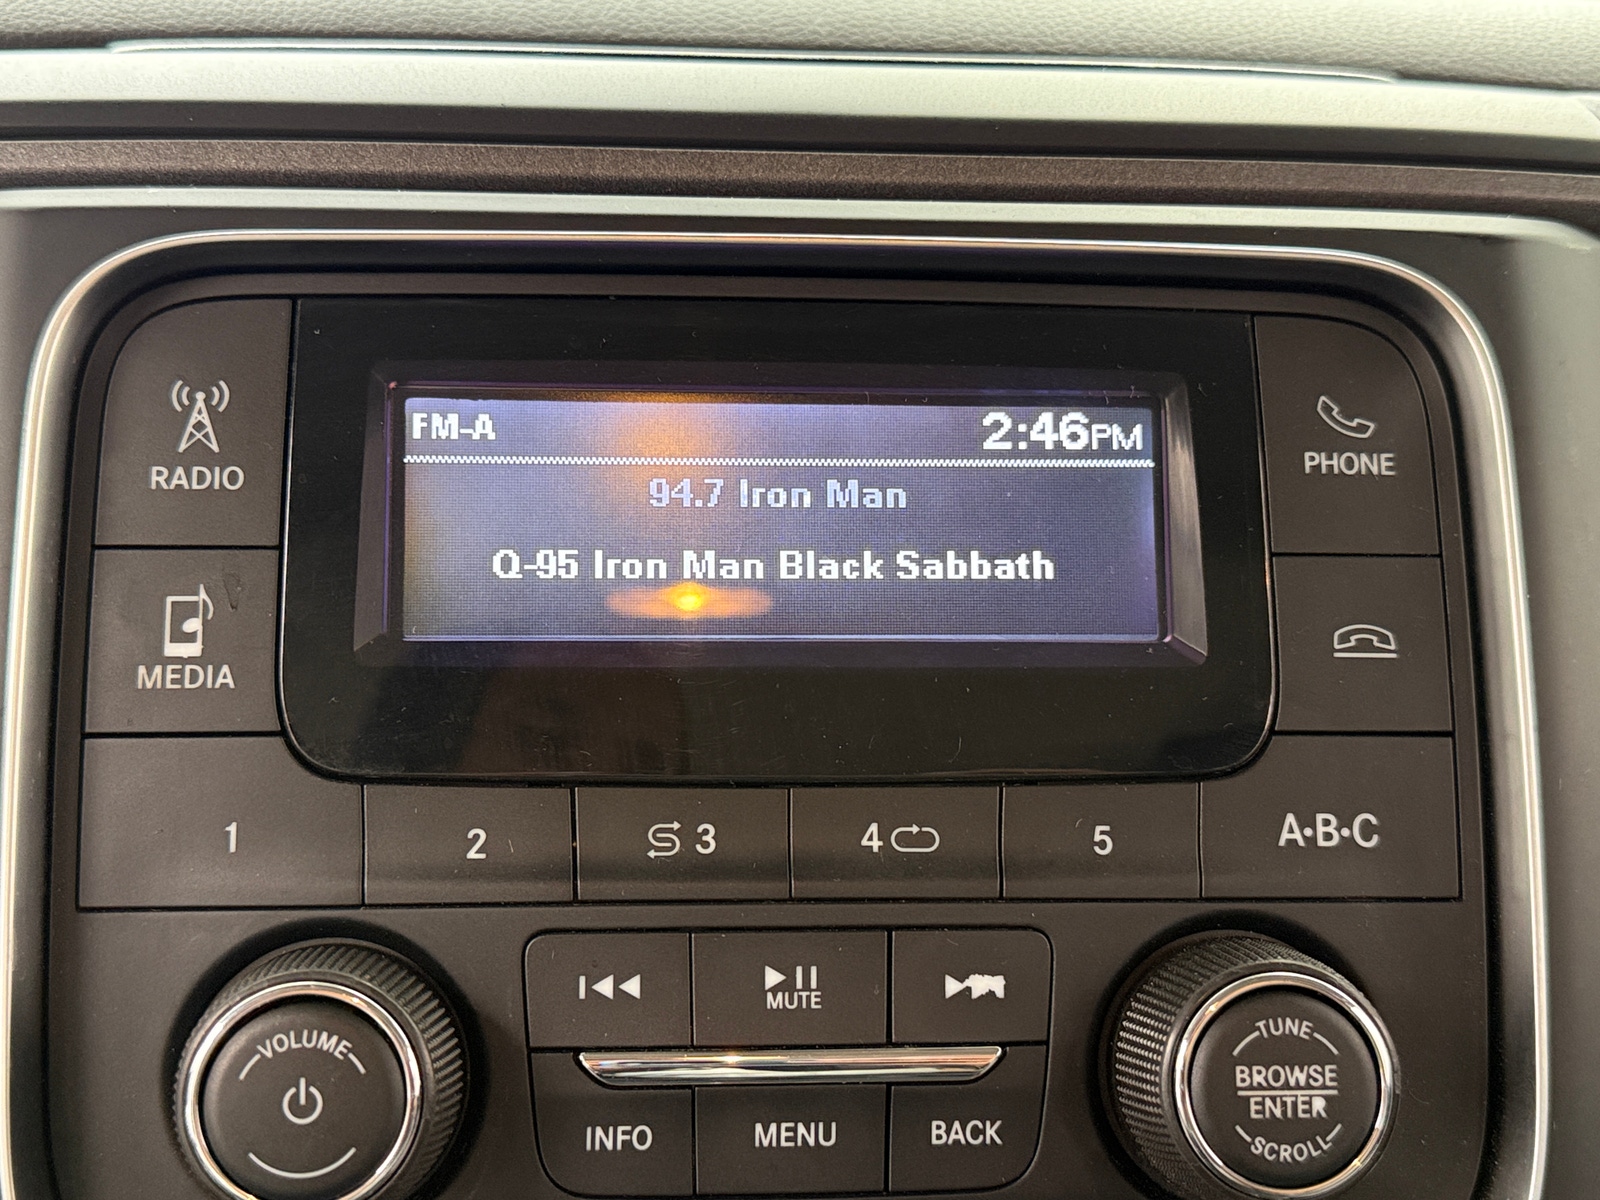 FM-A 2:46PM
94.7 Iron Man
Q-95 Iron Man Black Sabbath
RADIO
PHONE
MEDIA
1 2 3 4 5 A·B·C
MUTE
VOLUME
TUNE
BROWSE
ENTER
SCROLL
INFO MENU BACK